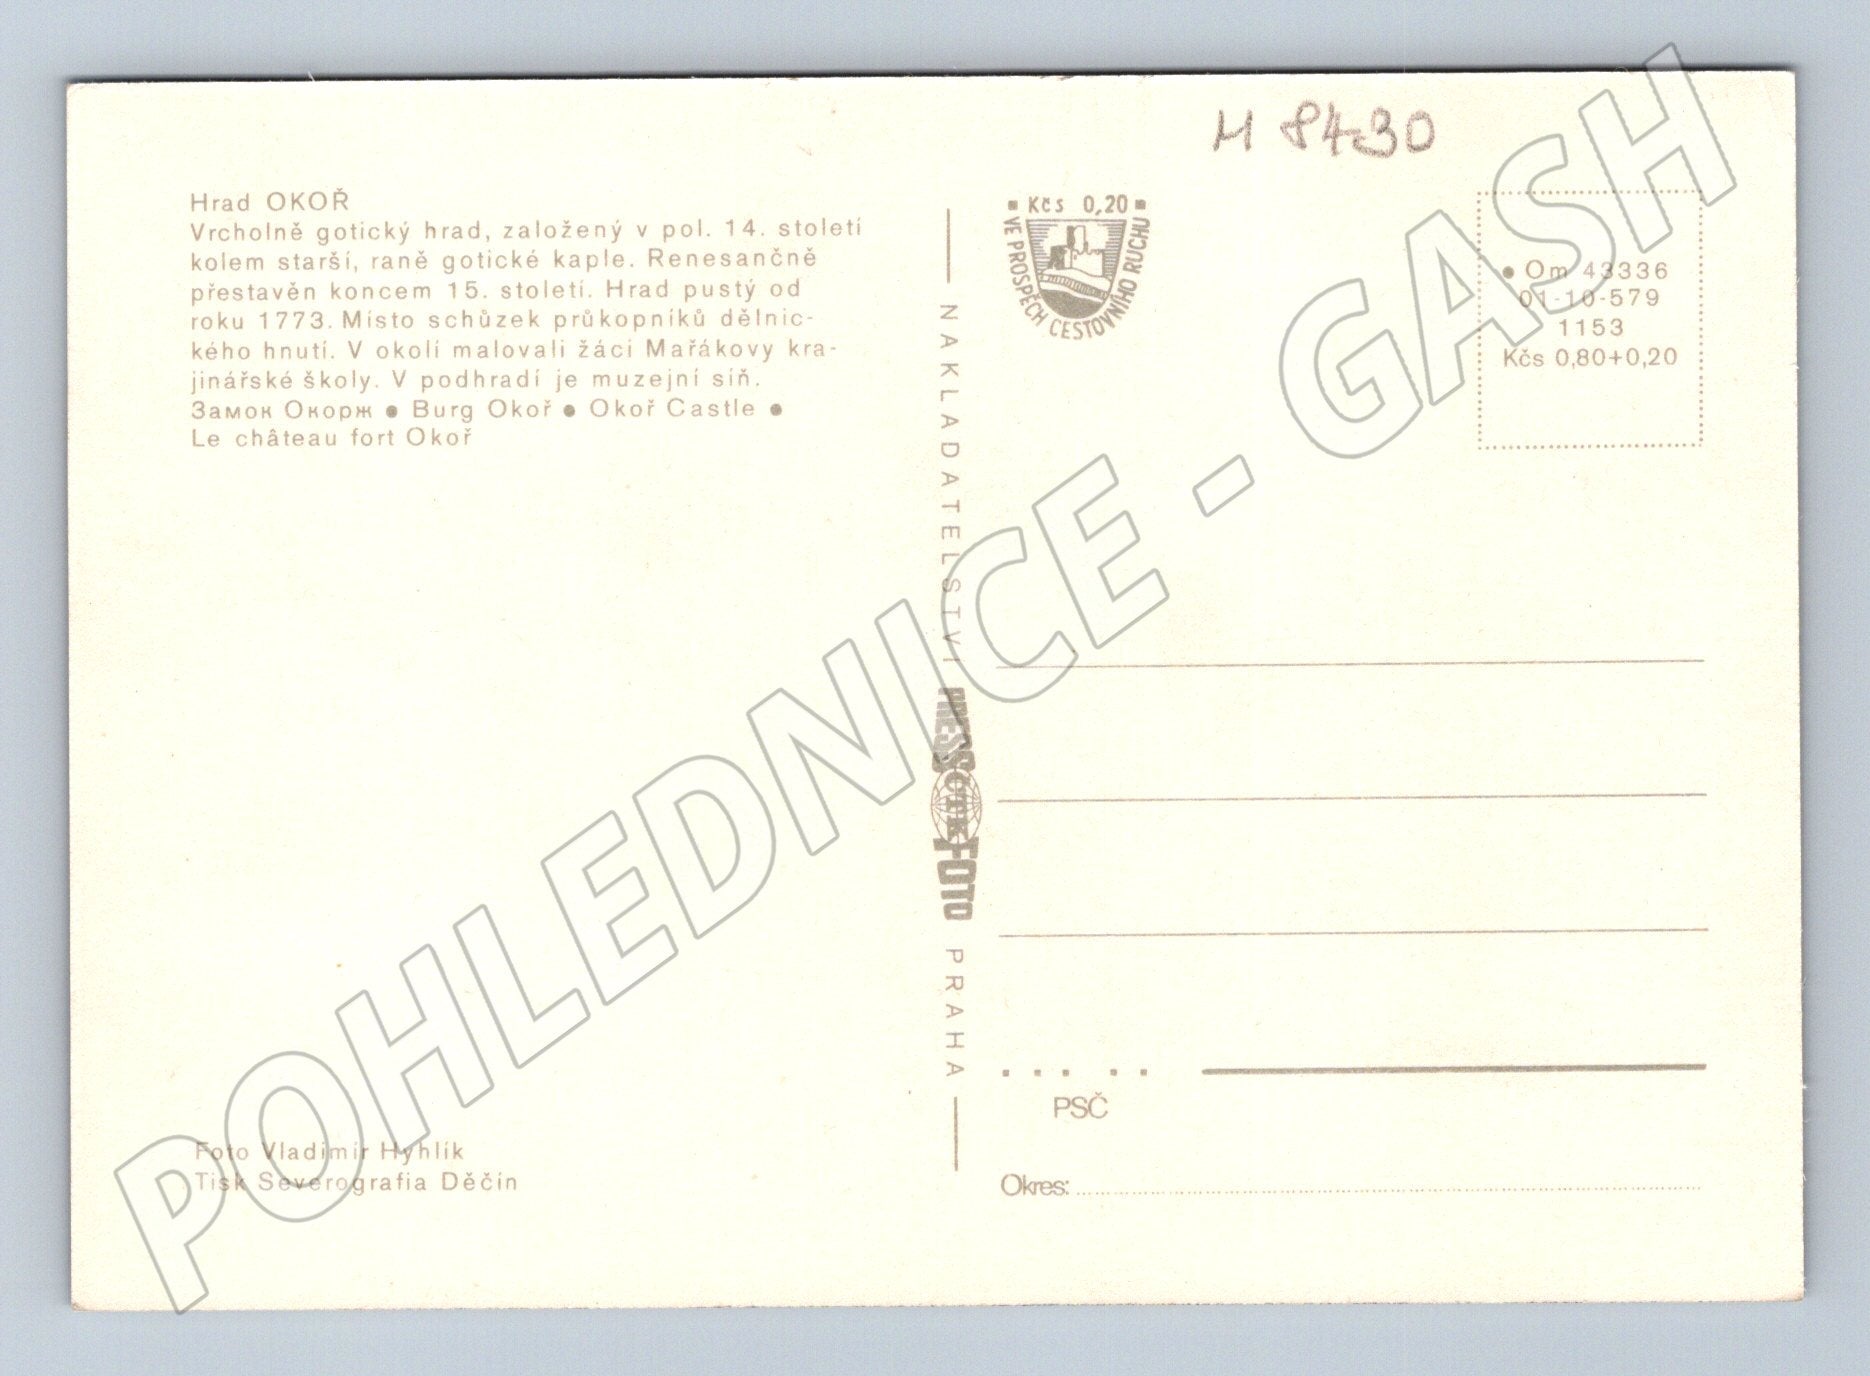 H 8430
Hrad OKOŘ
Vrcholně gotický hrad, založený v pol. 14. století
kolem starší, raně gotické kaple. Renesančně
přestavěn koncem 15. století. Hrad pustý od
roku 1773. Místo schůzek průkopníků dělnic-
kého hnutí. V okolí malovali žáci Mařákovy kra-
jinářské školy. V podhradí je muzejní síň.
Замок Окорж ● Burg Okoř ● Okoř Castle ●
Le château fort Okoř
Foto Vladimír Hyhlík
Tisk Severografia Děčín
NAKLADATELSTVÍ
PRESSFOTO
ČTK
PRAHA
Kčs 0,20
VE PROSPĚCH CESTOVNÍHO RUCHU
● Om 43336
01-10-579
1153
Kčs 0,80+0,20
PSČ
Okres:
POHLEDNICE - GASH